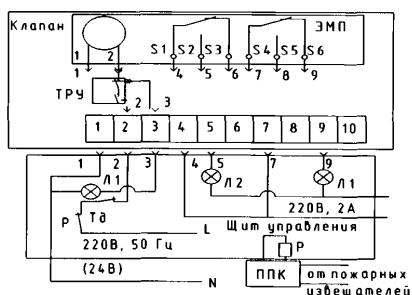 Клапан
ЭМП
1 2
S1 S2 S3 S4 S5 S6
1 2 4 5 6 7 8 9
ТРУ
2 3
1 2 3 4 5 6 7 8 9 10
1 2 3 4 5 7 9
Л1 Л2 Л1
Р Тд
220В, 2А
L Щит управления
220В, 50 Гц
Р
(24В)
N ППК от пожарных
извещателей